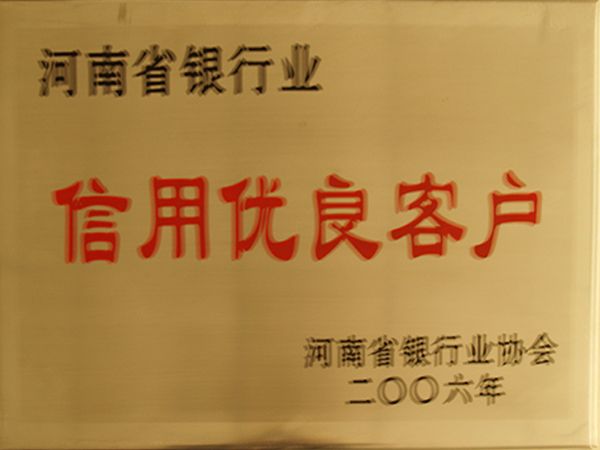 河南省银行业
信用优良客户
河南省银行业协会
二〇〇六年